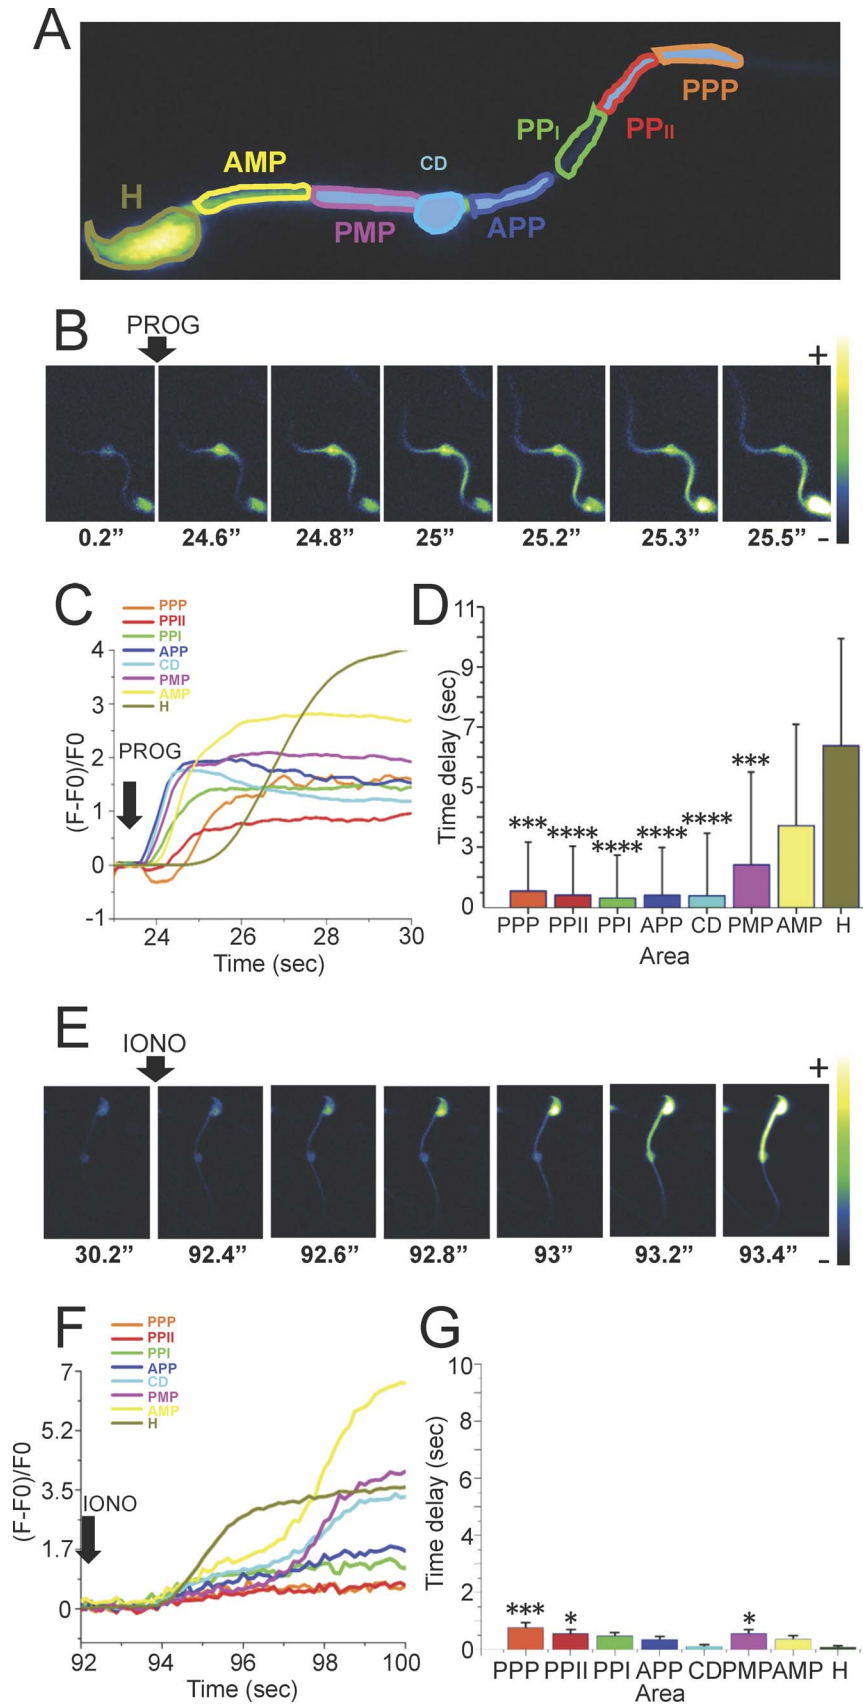 A
H
AMP
PMP
CD
APP
PPI
PPII
PPP
B
PROG
+
0.2”
24.6”
24.8”
25”
25.2”
25.3”
25.5”
–
C
PPP
PPII
PPI
APP
CD
PMP
AMP
H
(F-F0)/F0
4
3
2
1
0
-1
PROG
24
26
28
30
Time (sec)
D
Time delay (sec)
11
9
7
5
3
0
***
****
****
****
****
***
PPP PPII PPI APP CD PMP AMP H
Area
E
IONO
+
30.2”
92.4”
92.6”
92.8”
93”
93.2”
93.4”
–
F
PPP
PPII
PPI
APP
CD
PMP
AMP
H
(F-F0)/F0
7
5.2
3.5
1.7
0
IONO
92
94
96
98
100
Time (sec)
G
Time delay (sec)
10
8
6
4
2
0
***
*
*
PPP PPII PPI APP CD PMP AMP H
Area